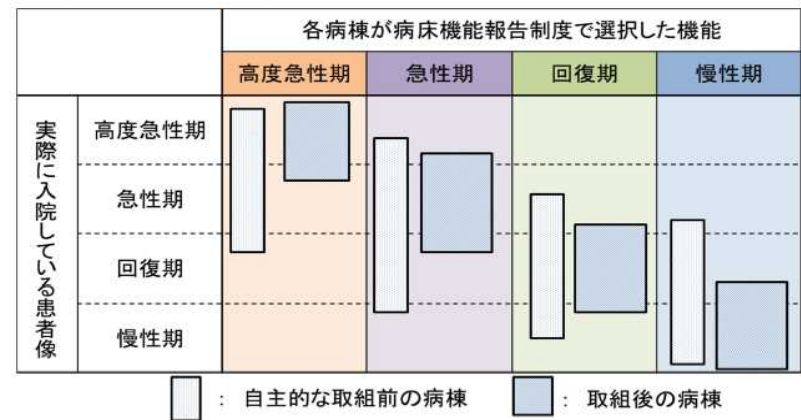 各病棟が病床機能報告制度で選択した機能
高度急性期 急性期 回復期 慢性期
実際に入院している患者像
高度急性期
急性期
回復期
慢性期
： 自主的な取組前の病棟 ： 取組後の病棟